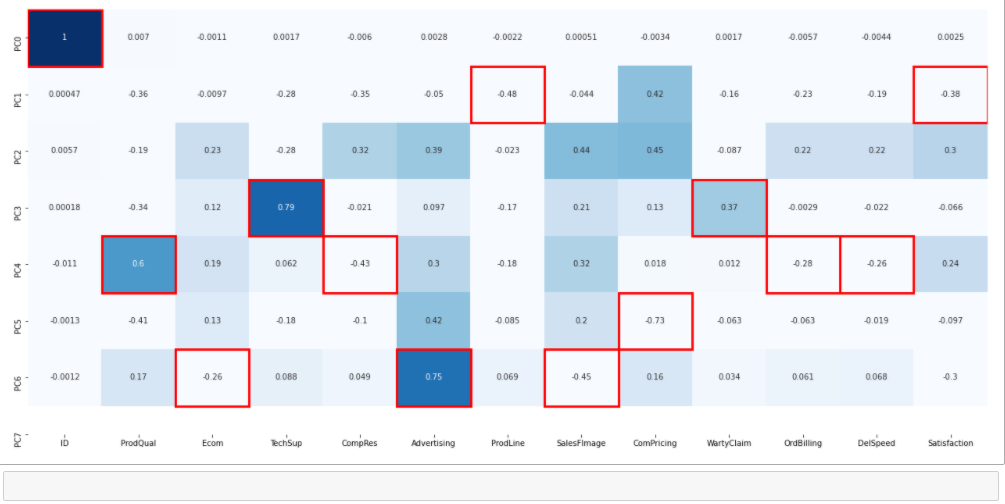 PC0 1 0.007 -0.0011 0.0017 -0.006 0.0028 -0.0022 0.00051 -0.0034 0.0017 -0.0057 -0.0044 0.0025
PC1 0.00047 -0.36 -0.0097 -0.28 -0.35 -0.05 -0.48 -0.044 0.42 -0.16 -0.23 -0.19 -0.38
PC2 0.0057 -0.19 0.23 -0.28 0.32 0.39 -0.023 0.44 0.45 -0.087 0.22 0.22 0.3
PC3 0.00018 -0.34 0.12 0.79 -0.021 0.097 -0.17 0.21 0.13 0.37 -0.0029 -0.022 -0.066
PC4 -0.011 0.6 0.19 0.062 -0.43 0.3 -0.18 0.32 0.018 0.012 -0.28 -0.26 0.24
PC5 -0.0013 -0.41 0.13 -0.18 -0.1 0.42 -0.085 0.2 -0.73 -0.063 -0.063 -0.019 -0.097
PC6 -0.0012 0.17 -0.26 0.088 0.049 0.75 0.069 -0.45 0.16 0.034 0.061 0.068 -0.3
PC7 ID ProdQual Ecom TechSup CompRes Advertising ProdLine SalesFImage ComPricing WartyClaim OrdBilling DelSpeed Satisfaction